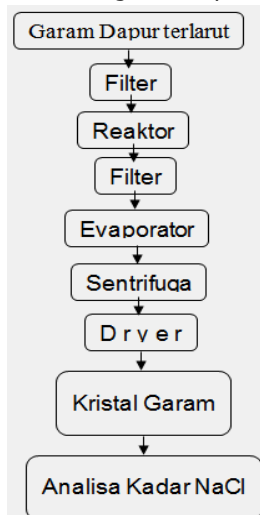 Garam Dapur terlarut
Filter
Reaktor
Filter
Evaporator
Sentrifuga
D r y e r
Kristal Garam
Analisa Kadar NaCl